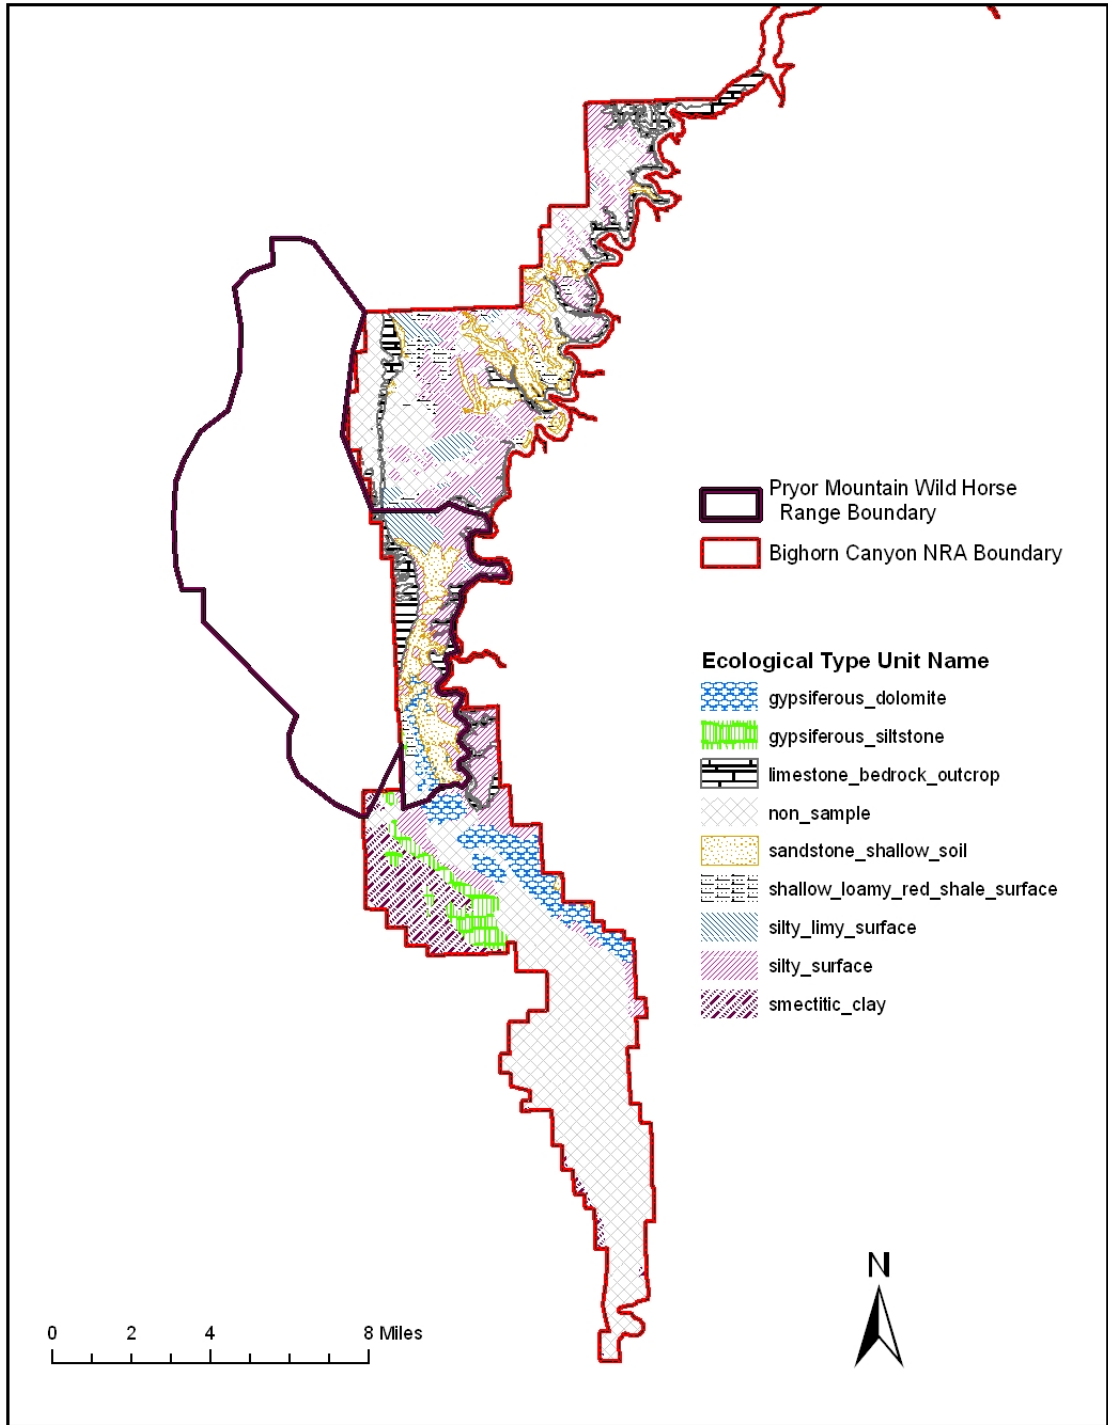 Pryor Mountain Wild Horse
Range Boundary
Bighorn Canyon NRA Boundary
Ecological Type Unit Name
gypsiferous_dolomite
gypsiferous_siltstone
limestone_bedrock_outcrop
non_sample
sandstone_shallow_soil
shallow_loamy_red_shale_surface
silty_limy_surface
silty_surface
smectitic_clay
N
0 2 4 8 Miles